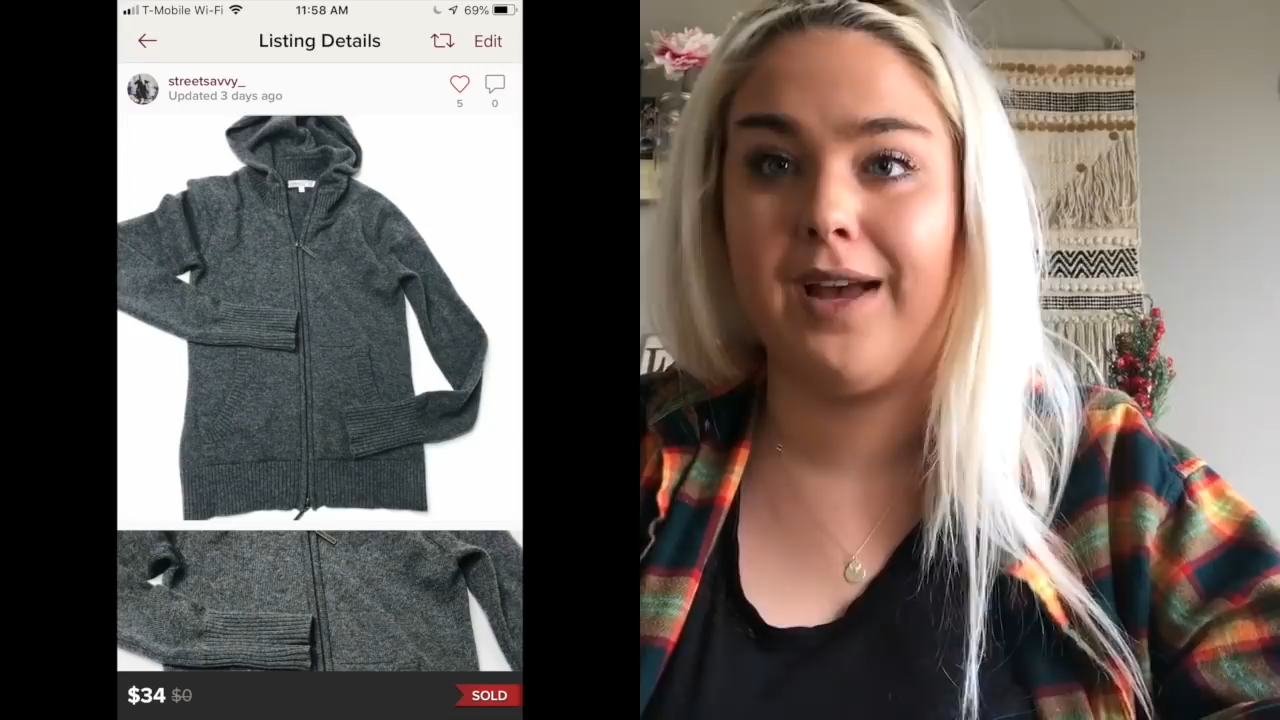 T-Mobile Wi-Fi 11:58 AM 69%
Listing Details Edit
streetsavvy_
Updated 3 days ago
5 0
$34 $0 SOLD